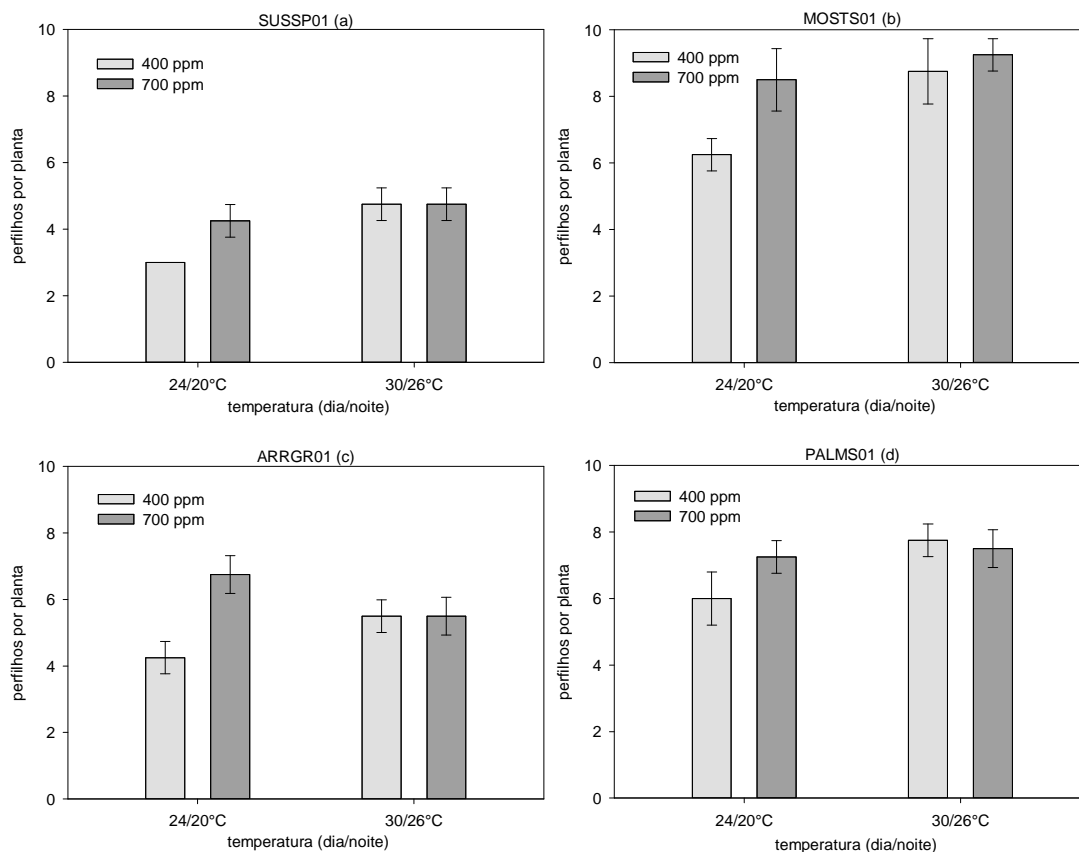 SUSSP01 (a)
10
8
6
4
2
0
perfilhos por planta
400 ppm
700 ppm
24/20°C
30/26°C
temperatura (dia/noite)
MOSTS01 (b)
10
8
6
4
2
0
perfilhos por planta
400 ppm
700 ppm
24/20°C
30/26°C
temperatura (dia/noite)
ARRGR01 (c)
10
8
6
4
2
0
perfilhos por planta
400 ppm
700 ppm
24/20°C
30/26°C
temperatura (dia/noite)
PALMS01 (d)
10
8
6
4
2
0
perfilhos por planta
400 ppm
700 ppm
24/20°C
30/26°C
temperatura (dia/noite)